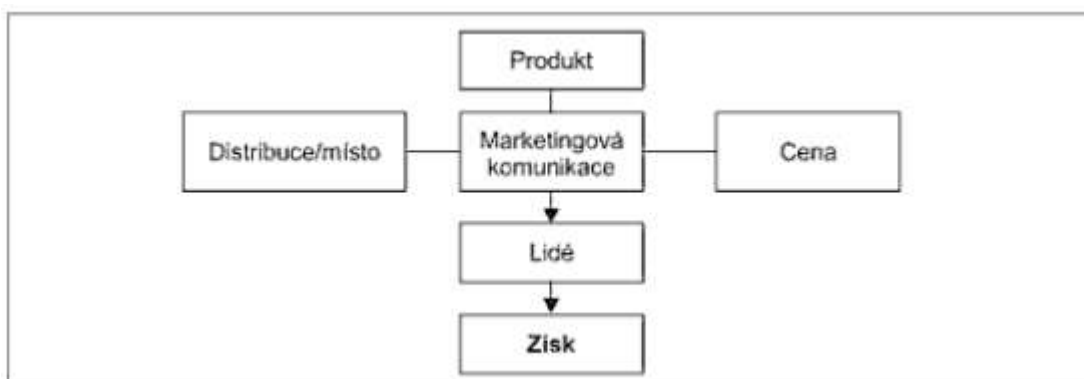 Produkt
Distribuce/místo
Marketingová
komunikace
Cena
Lidé
Zisk